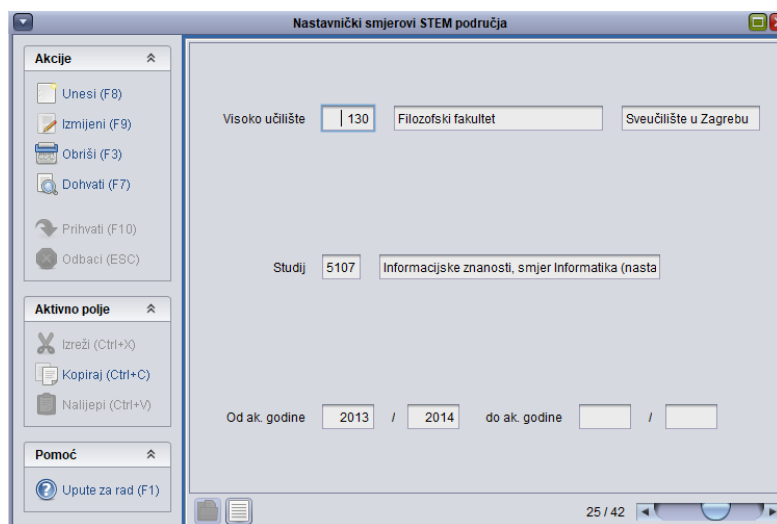 Nastavnički smjerovi STEM područja
Akcije
Unesi (F8)
Izmijeni (F9)
Obriši (F3)
Dohvati (F7)
Prihvati (F10)
Odbaci (ESC)
Aktivno polje
Izreži (Ctrl+X)
Kopiraj (Ctrl+C)
Nalijepi (Ctrl+V)
Pomoć
Upute za rad (F1)
Visoko učilište 130 Filozofski fakultet Sveučilište u Zagrebu
Studij 5107 Informacijske znanosti, smjer Informatika (nasta
Od ak. godine 2013 / 2014 do ak. godine /
25 / 42